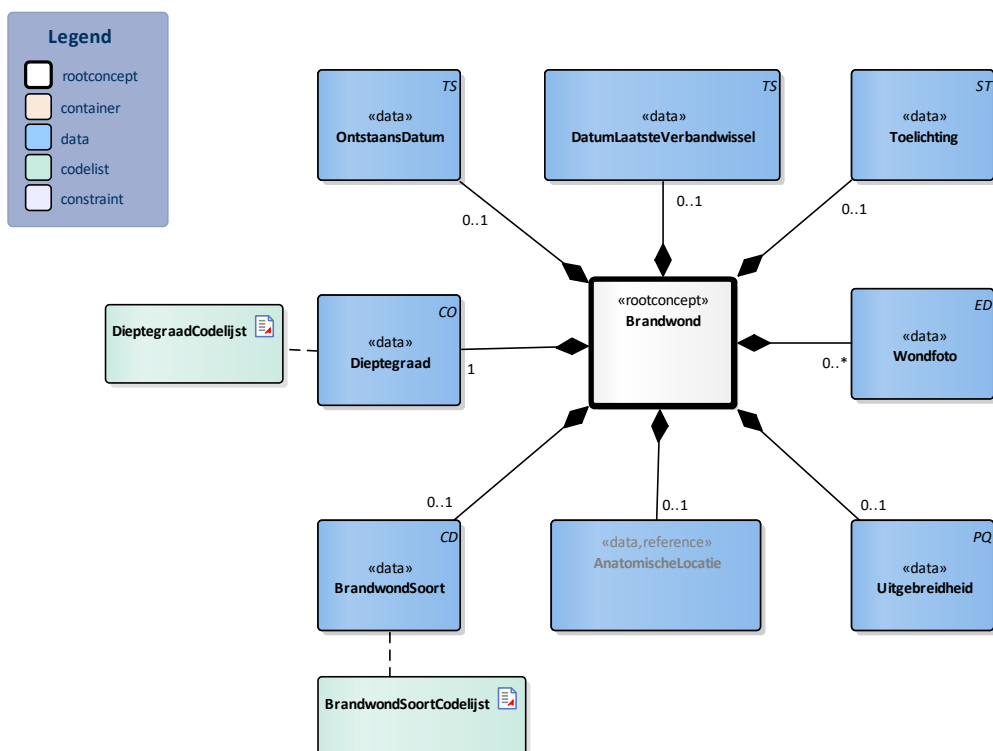 Legend
rootconcept
container
data
codelist
constraint
TS
«data»
OntstaansDatum
TS
«data»
DatumLaatsteVerbandwissel
ST
«data»
Toelichting
0..1
0..1
0..1
«rootconcept»
Brandwond
DieptegraadCodelijst
CO
«data»
Dieptegraad
1
ED
«data»
Wondfoto
0..*
0..1
0..1
0..1
CD
«data»
BrandwondSoort
«data,reference»
AnatomischeLocatie
PQ
«data»
Uitgebreidheid
BrandwondSoortCodelijst